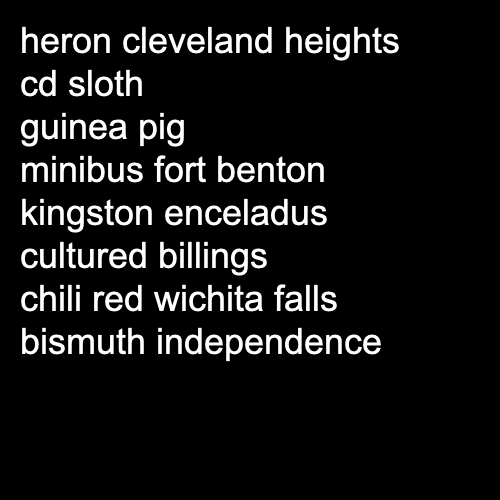 heron cleveland heights
cd sloth
guinea pig
minibus fort benton
kingston enceladus
cultured billings
chili red wichita falls
bismuth independence